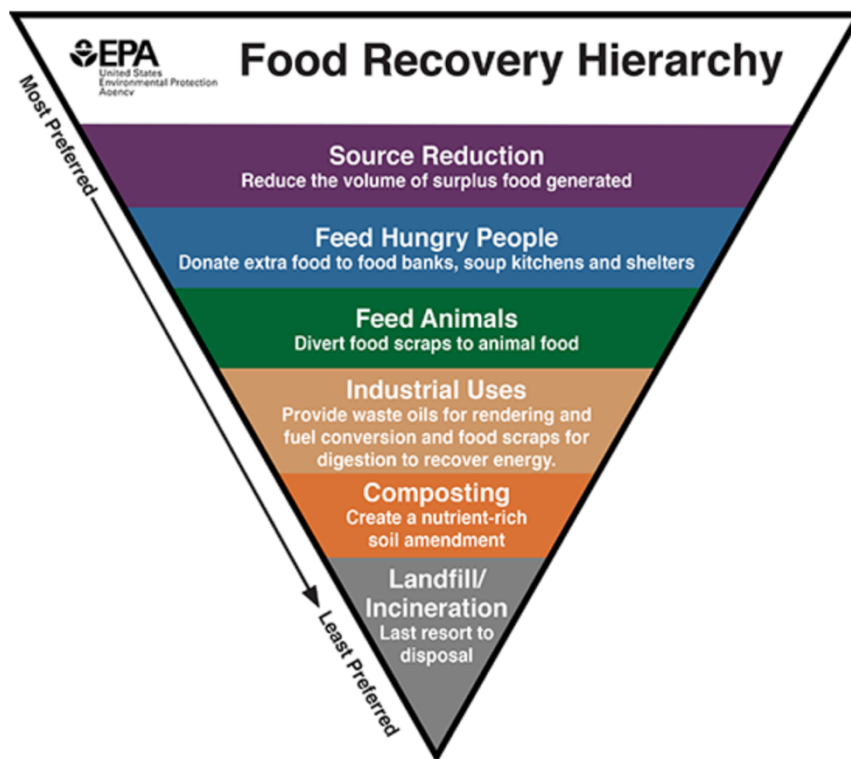 EPA
United States
Environmental Protection
Agency
Food Recovery Hierarchy
Most Preferred
Source Reduction
Reduce the volume of surplus food generated
Feed Hungry People
Donate extra food to food banks, soup kitchens and shelters
Feed Animals
Divert food scraps to animal food
Industrial Uses
Provide waste oils for rendering and
fuel conversion and food scraps for
digestion to recover energy.
Composting
Create a nutrient-rich
soil amendment
Landfill/
Incineration
Last resort to
disposal
Least Preferred